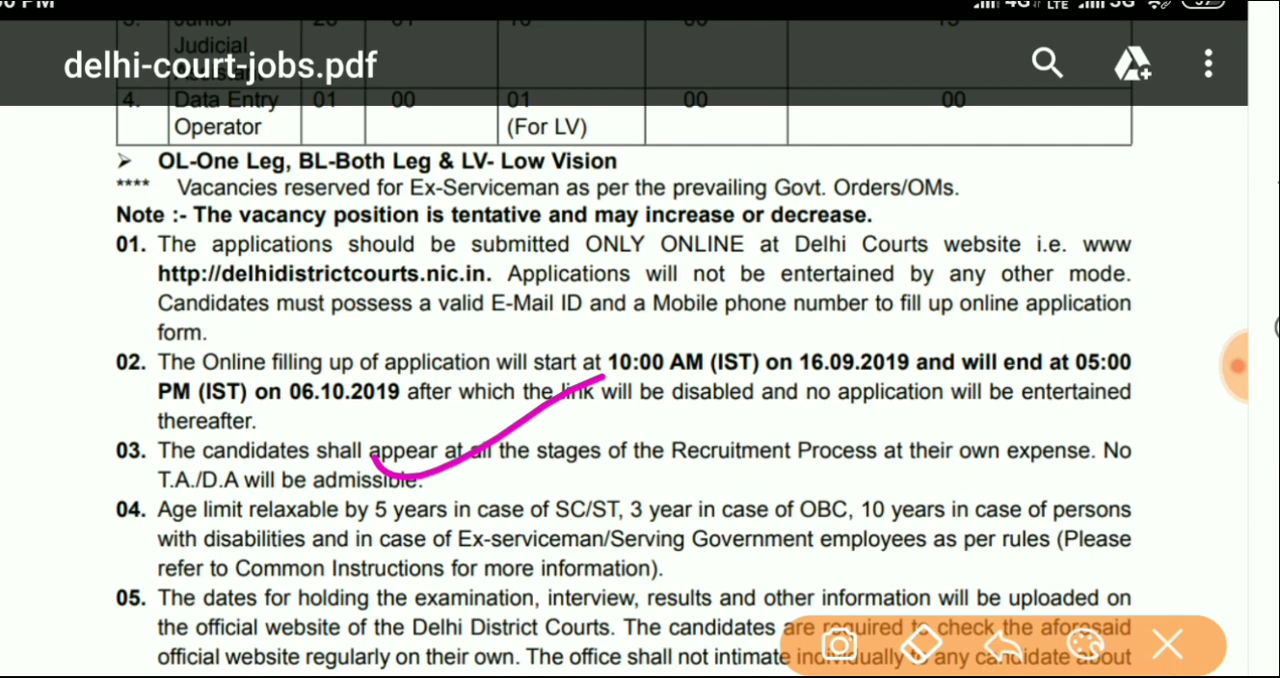 delhi-court-jobs.pdf
Judicial
4. Data Entry 01 00 01 00 00
Operator (For LV)
➢ OL-One Leg, BL-Both Leg & LV- Low Vision
**** Vacancies reserved for Ex-Serviceman as per the prevailing Govt. Orders/OMs.
Note :- The vacancy position is tentative and may increase or decrease.
01. The applications should be submitted ONLY ONLINE at Delhi Courts website i.e. www
http://delhidistrictcourts.nic.in. Applications will not be entertained by any other mode.
Candidates must possess a valid E-Mail ID and a Mobile phone number to fill up online application
form.
02. The Online filling up of application will start at 10:00 AM (IST) on 16.09.2019 and will end at 05:00
PM (IST) on 06.10.2019 after which the link will be disabled and no application will be entertained
thereafter.
03. The candidates shall appear at all the stages of the Recruitment Process at their own expense. No
T.A./D.A will be admissible.
04. Age limit relaxable by 5 years in case of SC/ST, 3 year in case of OBC, 10 years in case of persons
with disabilities and in case of Ex-serviceman/Serving Government employees as per rules (Please
refer to Common Instructions for more information).
05. The dates for holding the examination, interview, results and other information will be uploaded on
the official website of the Delhi District Courts. The candidates are required to check the aforesaid
official website regularly on their own. The office shall not intimate individually to any candidate about